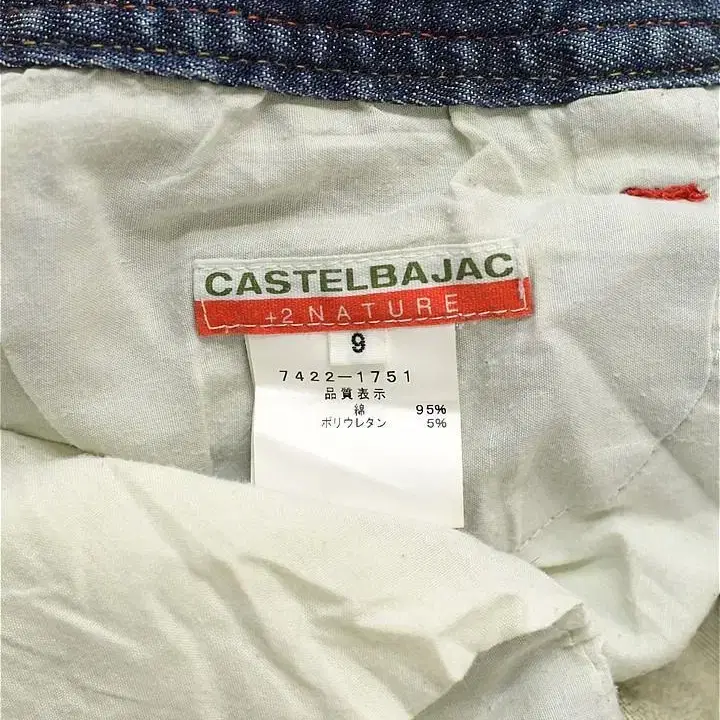 CASTELBAJAC
+2 NATURE
9
7422-1751
品質表示
綿 95%
ポリウレタン 5%